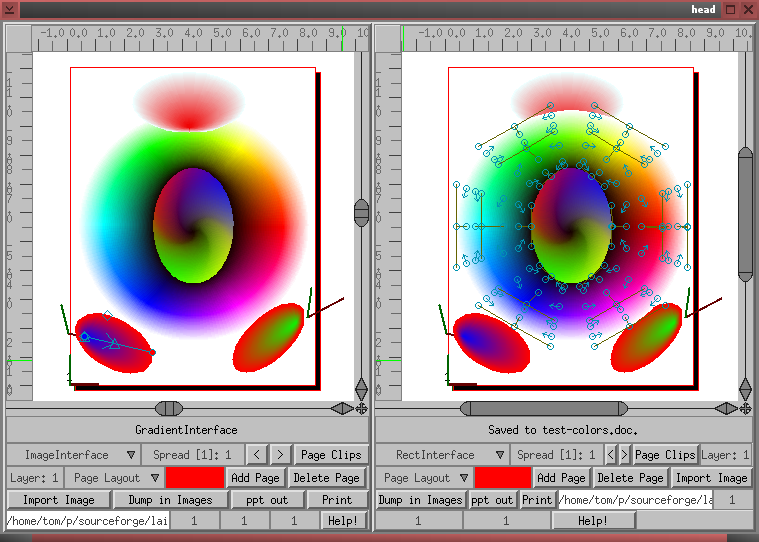 head
-1.0 0.0 1.0 2.0 3.0 4.0 5.0 6.0 7.0 8.0 9.0 10
-1.0 0.0 1.0 2.0 3.0 4.0 5.0 6.0 7.0 8.0 9.0 10.
1
GradientInterface
Saved to test-colors.doc.
ImageInterface Spread [1]: 1 < > Page Clips
RectInterface Spread [1]: 1 < > Page Clips Layer: 1
Layer: 1 Page Layout Add Page Delete Page
Page Layout Add Page Delete Page Import Image
Import Image Dump in Images ppt out Print
Dump in Images ppt out Print /home/tom/p/sourceforge/la 1
/home/tom/p/sourceforge/lai 1 1 1 Help!
1 1 Help!